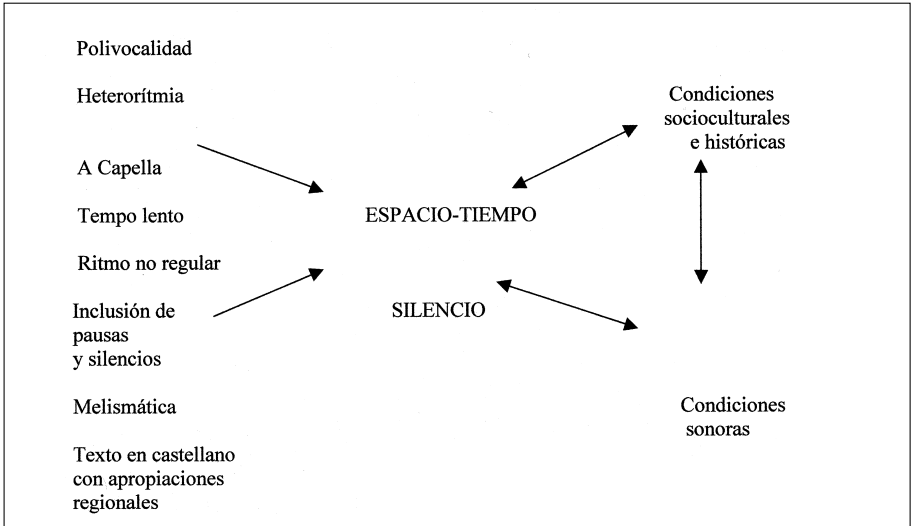 Polivocalidad
Heterorítmia
A Capella
Tempo lento
Ritmo no regular
Inclusión de
pausas
y silencios
Melismática
Texto en castellano
con apropiaciones
regionales
ESPACIO-TIEMPO
SILENCIO
Condiciones
socioculturales
e históricas
Condiciones
sonoras